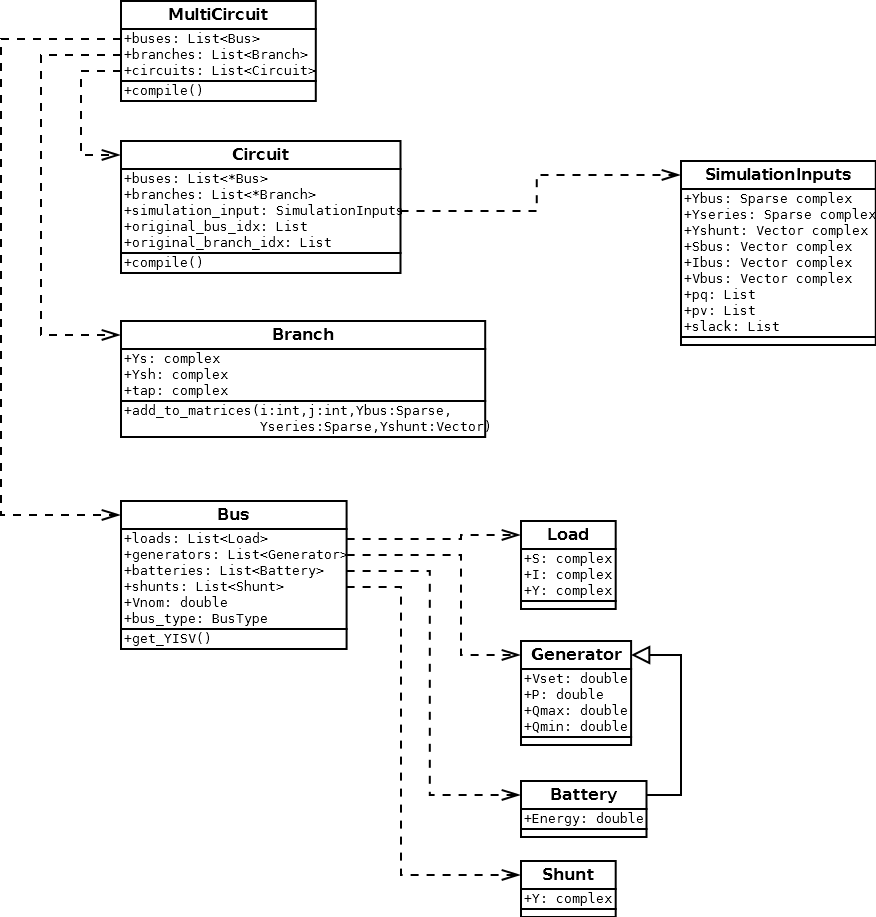 MultiCircuit
+buses: List<Bus>
+branches: List<Branch>
+circuits: List<Circuit>
+compile()
Circuit
+buses: List<*Bus>
+branches: List<*Branch>
+simulation_input: SimulationInputs
+original_bus_idx: List
+original_branch_idx: List
+compile()
SimulationInputs
+Ybus: Sparse complex
+Yseries: Sparse complex
+Yshunt: Vector complex
+Sbus: Vector complex
+Ibus: Vector complex
+Vbus: Vector complex
+pq: List
+pv: List
+slack: List
Branch
+Ys: complex
+Ysh: complex
+tap: complex
+add_to_matrices(i:int,j:int,Ybus:Sparse,
Yseries:Sparse,Yshunt:Vector)
Bus
+loads: List<Load>
+generators: List<Generator>
+batteries: List<Battery>
+shunts: List<Shunt>
+Vnom: double
+bus_type: BusType
+get_YISV()
Load
+S: complex
+I: complex
+Y: complex
Generator
+Vset: double
+P: double
+Qmax: double
+Qmin: double
Battery
+Energy: double
Shunt
+Y: complex